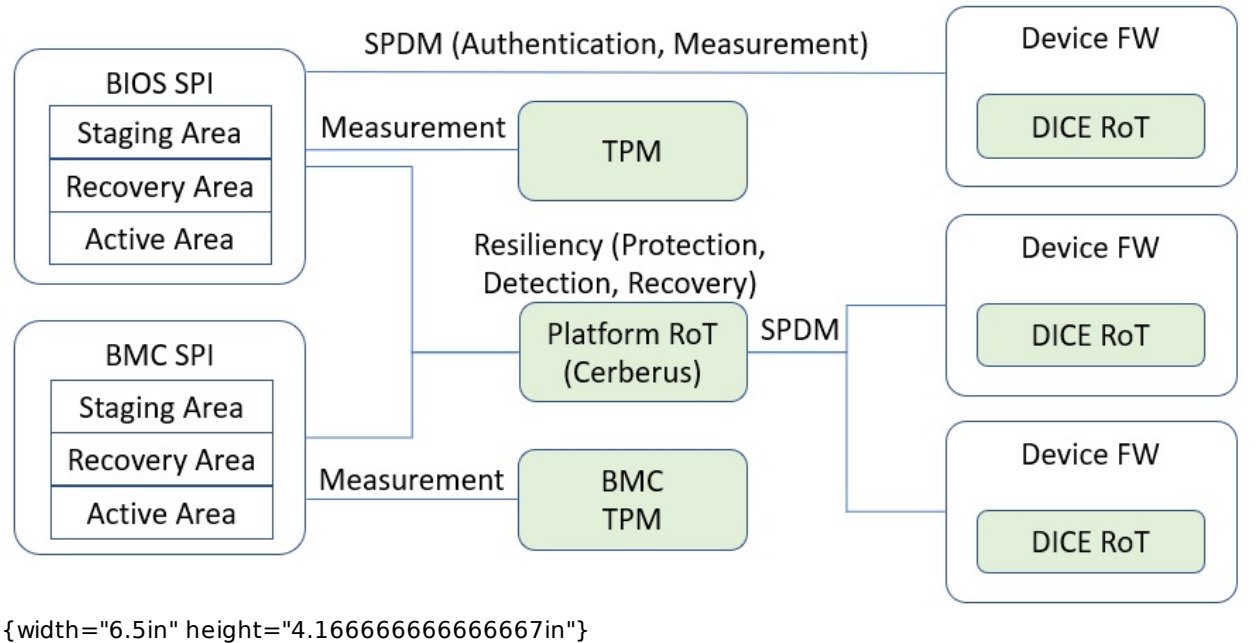 SPDM (Authentication, Measurement)
BIOS SPI
Staging Area
Recovery Area
Active Area
Measurement
TPM
Device FW
DICE RoT
Resiliency (Protection,
Detection, Recovery)
Platform RoT
(Cerberus)
SPDM
Device FW
DICE RoT
BMC SPI
Staging Area
Recovery Area
Active Area
Measurement
BMC
TPM
Device FW
DICE RoT
{width="6.5in" height="4.166666666666667in"}